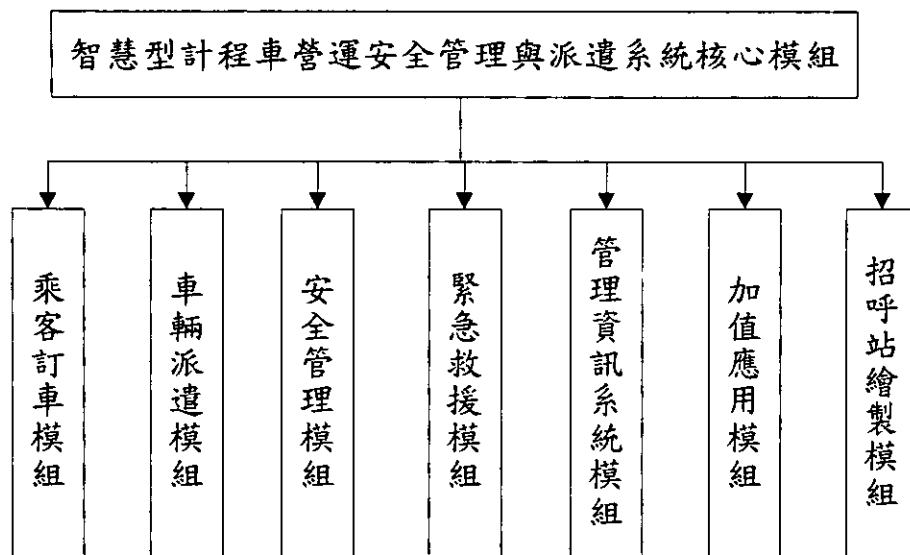 智慧型計程車營運安全管理與派遣系統核心模組
乘客訂車模組
車輛派遣模組
安全管理模組
緊急救援模組
管理資訊系統模組
加值應用模組
招呼站繪製模組